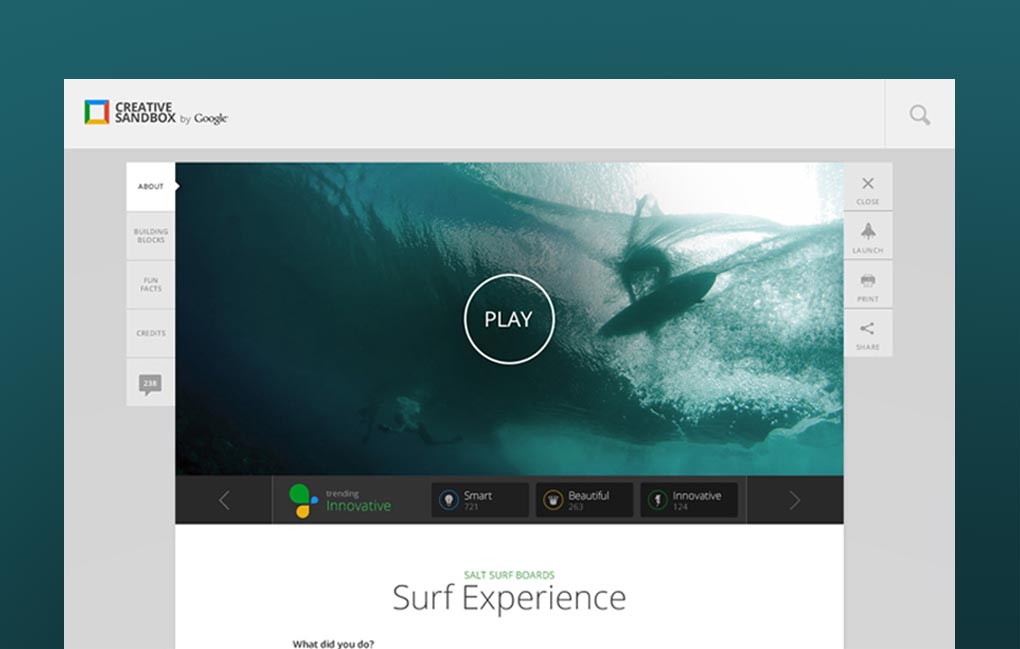 CREATIVE
SANDBOX by Google
ABOUT
BUILDING
BLOCKS
FUN
FACTS
CREDITS
238
PLAY
CLOSE
LAUNCH
PRINT
SHARE
trending
Innovative
Smart
721
Beautiful
263
Innovative
124
SALT SURF BOARDS
Surf Experience
What did you do?